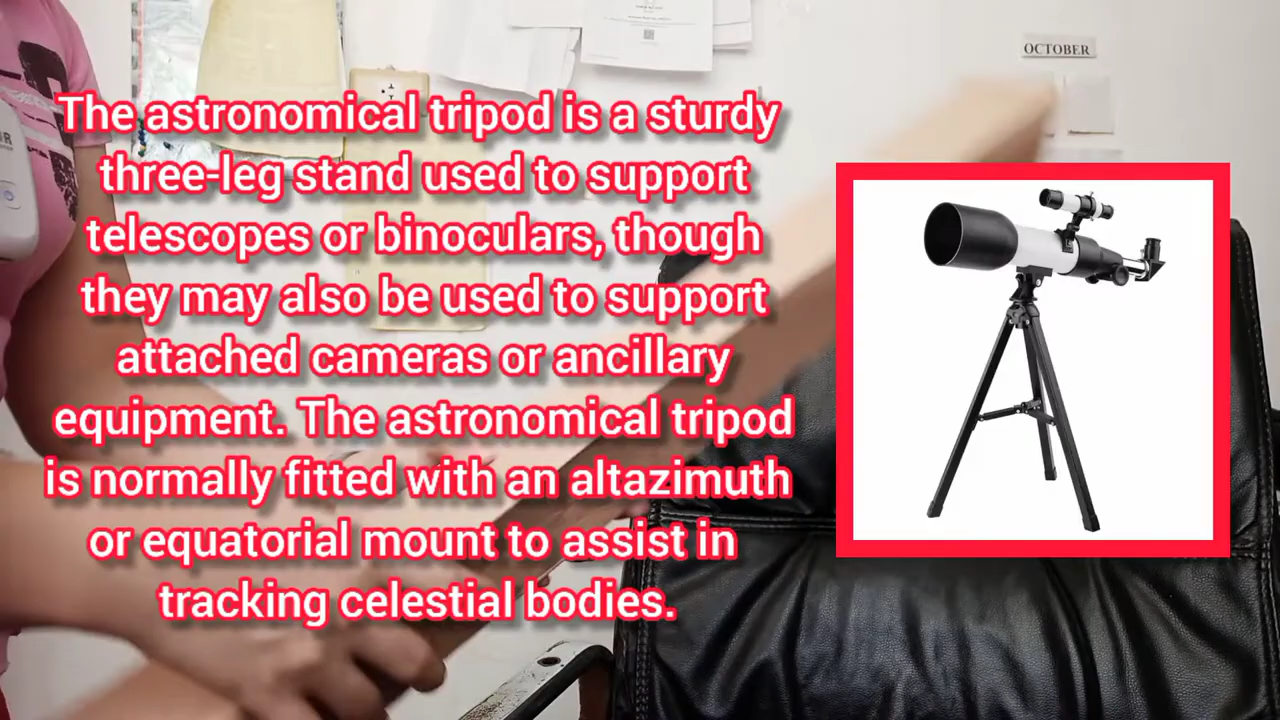 OCTOBER
The astronomical tripod is a sturdy
three-leg stand used to support
telescopes or binoculars, though
they may also be used to support
attached cameras or ancillary
equipment. The astronomical tripod
is normally fitted with an altazimuth
or equatorial mount to assist in
tracking celestial bodies.